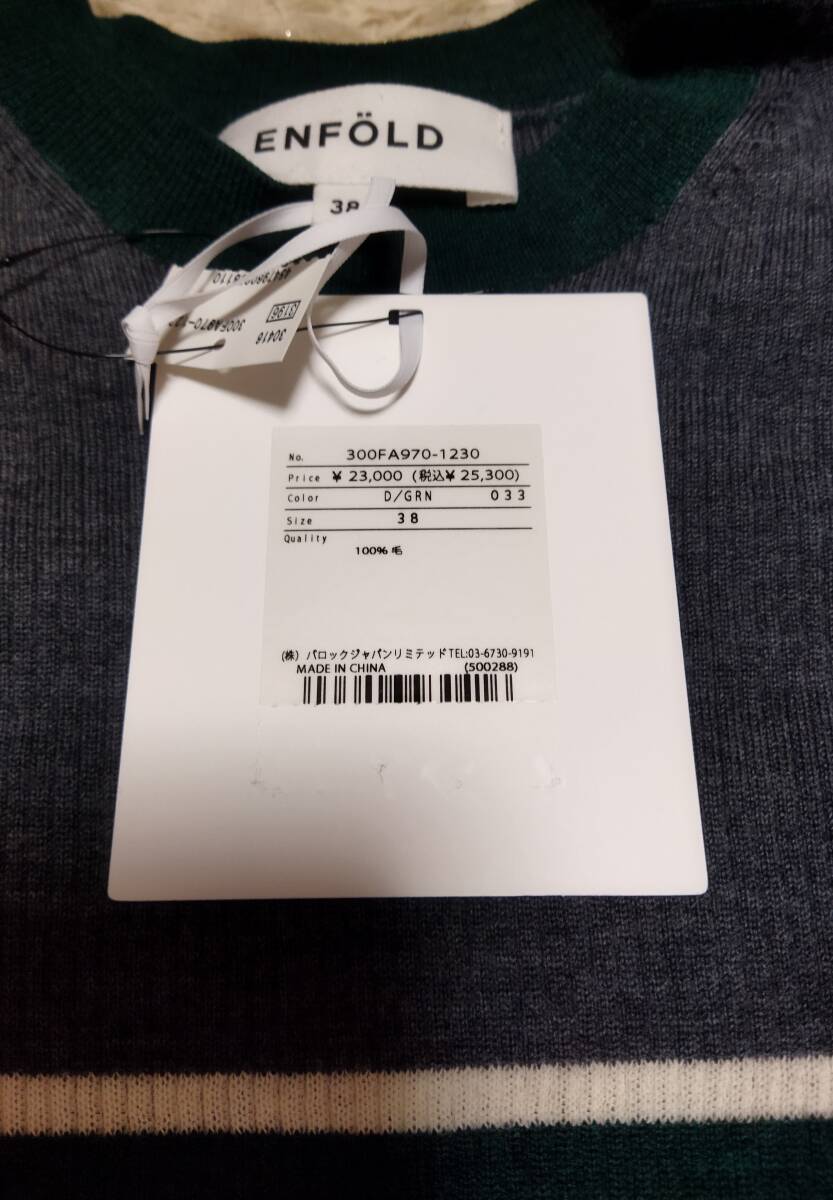 ENFÖLD
38
30418
3196
No. 300FA970-1230
Price ¥ 23,000 (税込¥ 25,300)
Color D/GRN 033
Size 38
Quality
100% 毛
(株) バロックジャパンリミテッド TEL:03-6730-9191
MADE IN CHINA (500288)